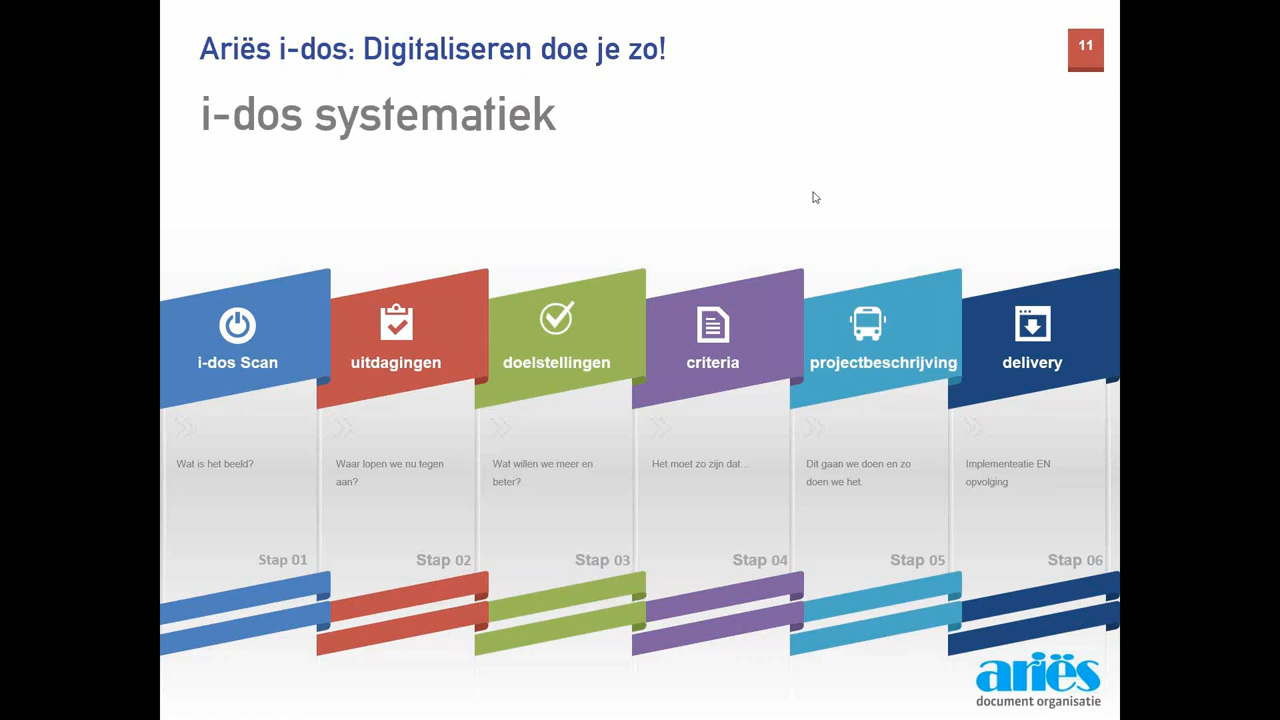 Ariës i-dos: Digitaliseren doe je zo!
11
i-dos systematiek
i-dos Scan
uitdagingen
doelstellingen
criteria
projectbeschrijving
delivery
Wat is het beeld?
Waar lopen we nu tegen
aan?
Wat willen we meer en
beter?
Het moet zo zijn dat...
Dit gaan we doen en zo
doen we het.
Implementeatie EN
opvolging
Stap 01
Stap 02
Stap 03
Stap 04
Stap 05
Stap 06
ariës
document organisatie